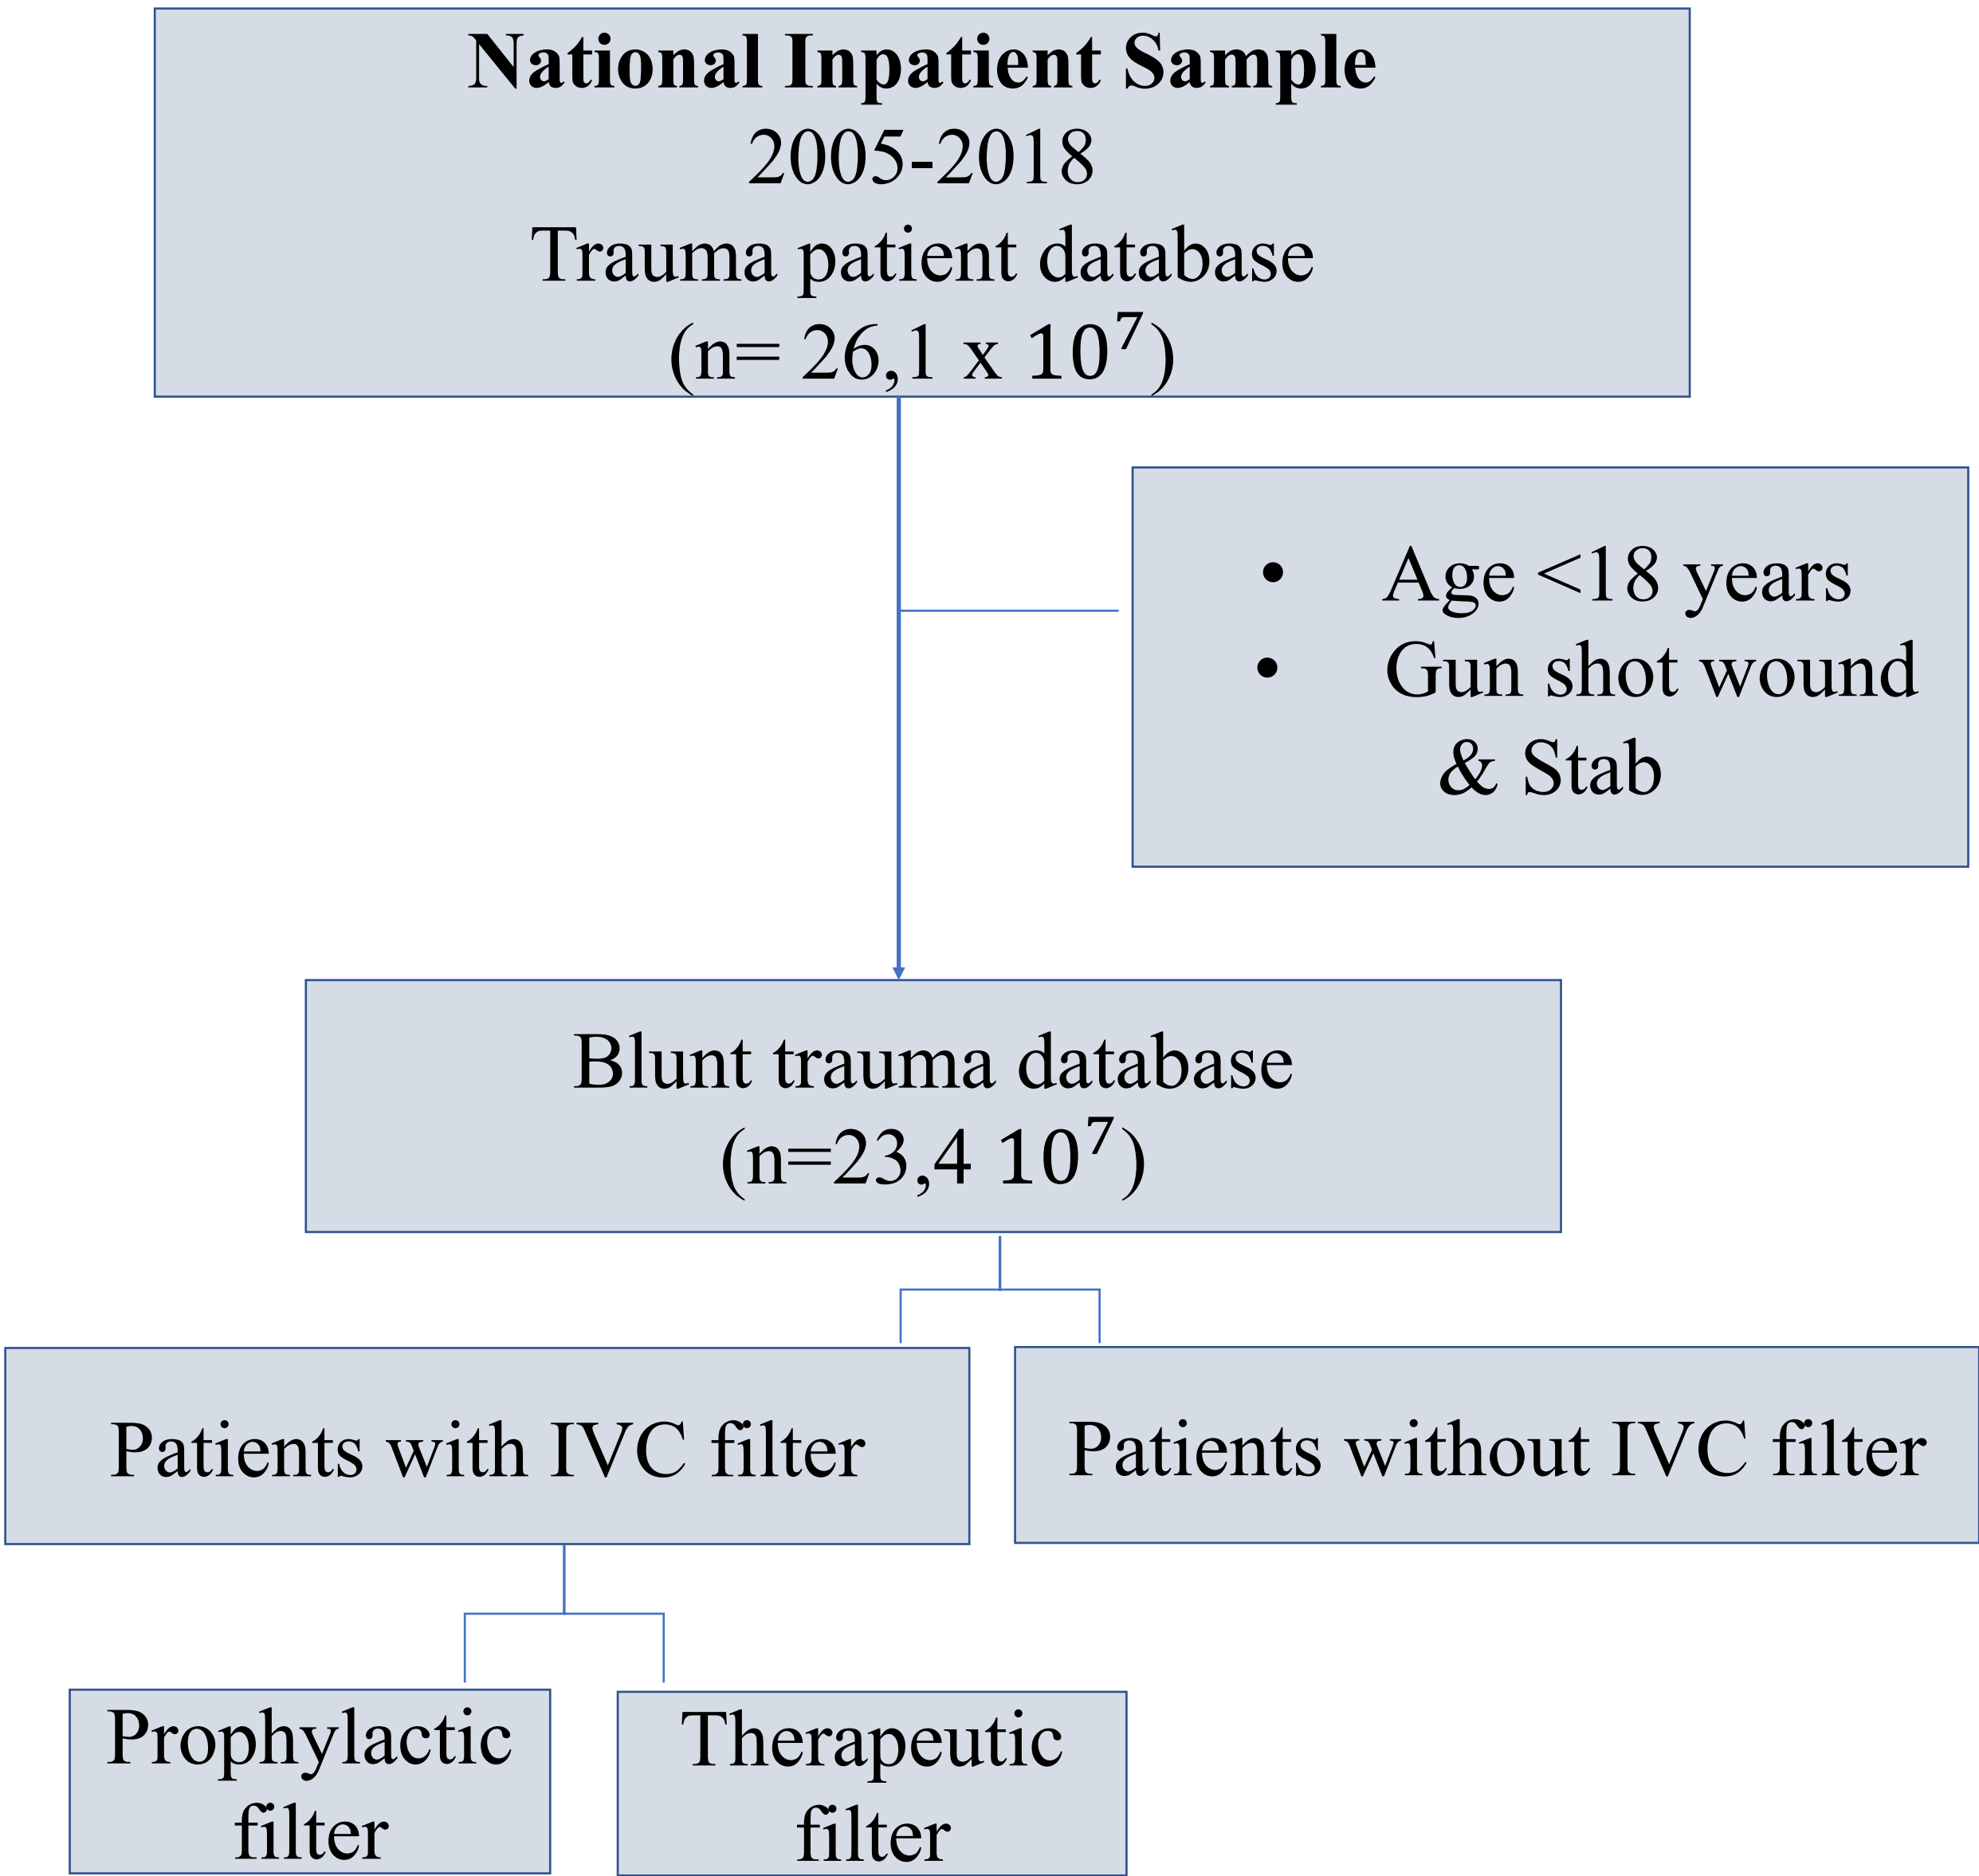 National Inpatient Sample
2005-2018
Trauma patient database
(n= 26,1 x 10⁷)
• Age <18 years
• Gun shot wound
& Stab
Blunt trauma database
(n=23,4 10⁷)
Patients with IVC filter
Patients without IVC filter
Prophylactic
filter
Therapeutic
filter